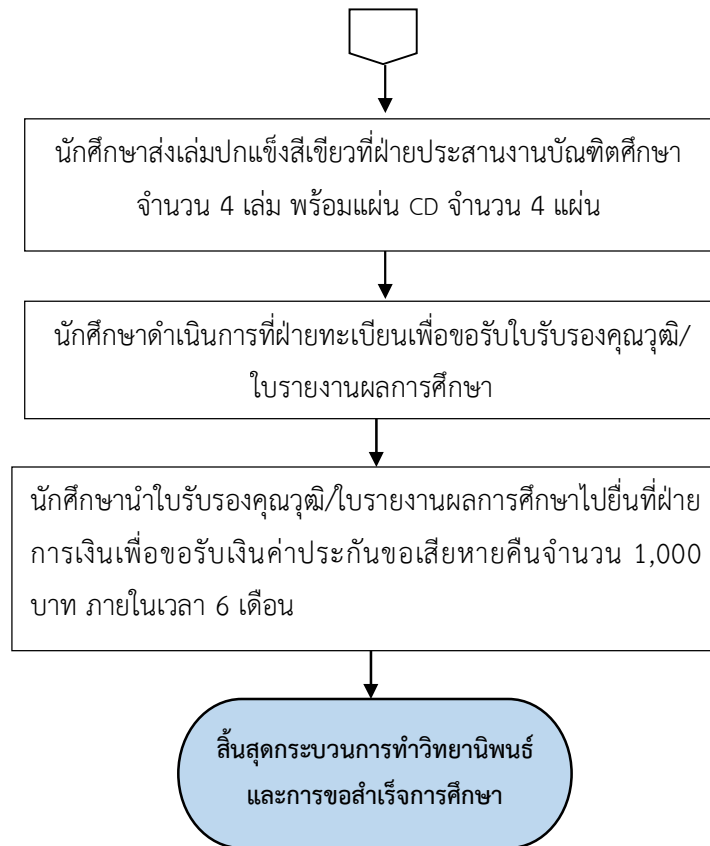 นักศึกษาส่งเล่มปกแข็งสีเขียวที่ฝ่ายประสานงานบัณฑิตศึกษา
จำนวน 4 เล่ม พร้อมแผ่น CD จำนวน 4 แผ่น
นักศึกษาดำเนินการที่ฝ่ายทะเบียนเพื่อขอรับใบรับรองคุณวุฒิ/
ใบรายงานผลการศึกษา
นักศึกษานำใบรับรองคุณวุฒิ/ใบรายงานผลการศึกษาไปยื่นที่ฝ่าย
การเงินเพื่อขอรับเงินค่าประกันขอเสียหายคืนจำนวน 1,000
บาท ภายในเวลา 6 เดือน
สิ้นสุดกระบวนการทำวิทยานิพนธ์
และการขอสำเร็จการศึกษา